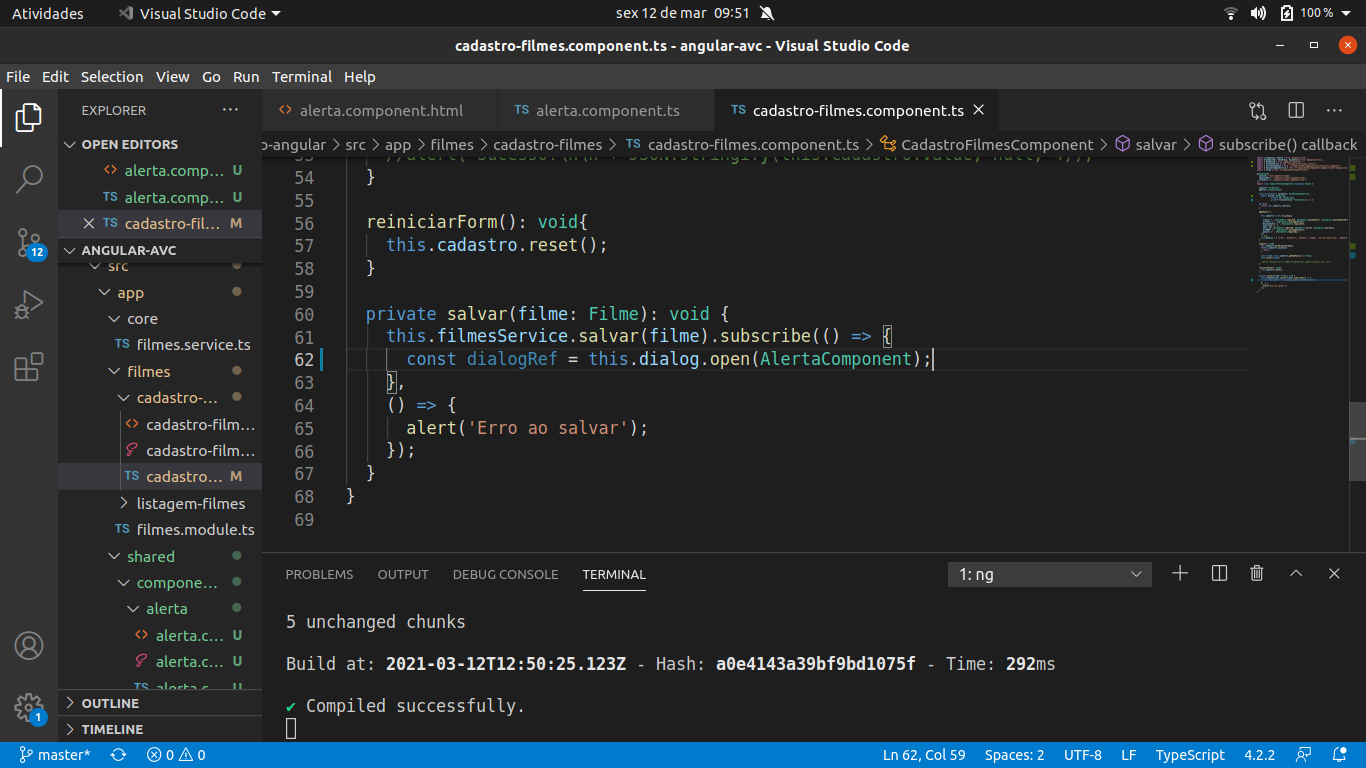 Atividades
Visual Studio Code
sex 12 de mar 09:51
100 %
cadastro-filmes.component.ts - angular-avc - Visual Studio Code
File Edit Selection View Go Run Terminal Help
EXPLORER
···
alerta.component.html
TS alerta.component.ts
TS cadastro-filmes.component.ts
OPEN EDITORS
alerta.comp... U
TS alerta.comp... U
TS cadastro-fil... M
12
ANGULAR-AVC
src
app
core
TS filmes.service.ts
filmes
cadastro-...
cadastro-film...
cadastro-film...
TS cadastro... M
listagem-filmes
TS filmes.module.ts
shared
compone...
alerta
alerta.c... U
alerta.c... U
TS alerta.c... U
OUTLINE
TIMELINE
1
o-angular > src > app > filmes > cadastro-filmes > TS cadastro-filmes.component.ts > CadastroFilmesComponent > salvar > subscribe() callback
54 }
55
56 reiniciarForm(): void{
57 this.cadastro.reset();
58 }
59
60 private salvar(filme: Filme): void {
61 this.filmesService.salvar(filme).subscribe(() => {
62 const dialogRef = this.dialog.open(AlertaComponent);
63 },
64 () => {
65 alert('Erro ao salvar');
66 });
67 }
68 }
69
PROBLEMS OUTPUT DEBUG CONSOLE TERMINAL
1: ng
5 unchanged chunks
Build at: 2021-03-12T12:50:25.123Z - Hash: a0e4143a39bf9bd1075f - Time: 292ms
✔ Compiled successfully.
master* 0 0
Ln 62, Col 59 Spaces: 2 UTF-8 LF TypeScript 4.2.2